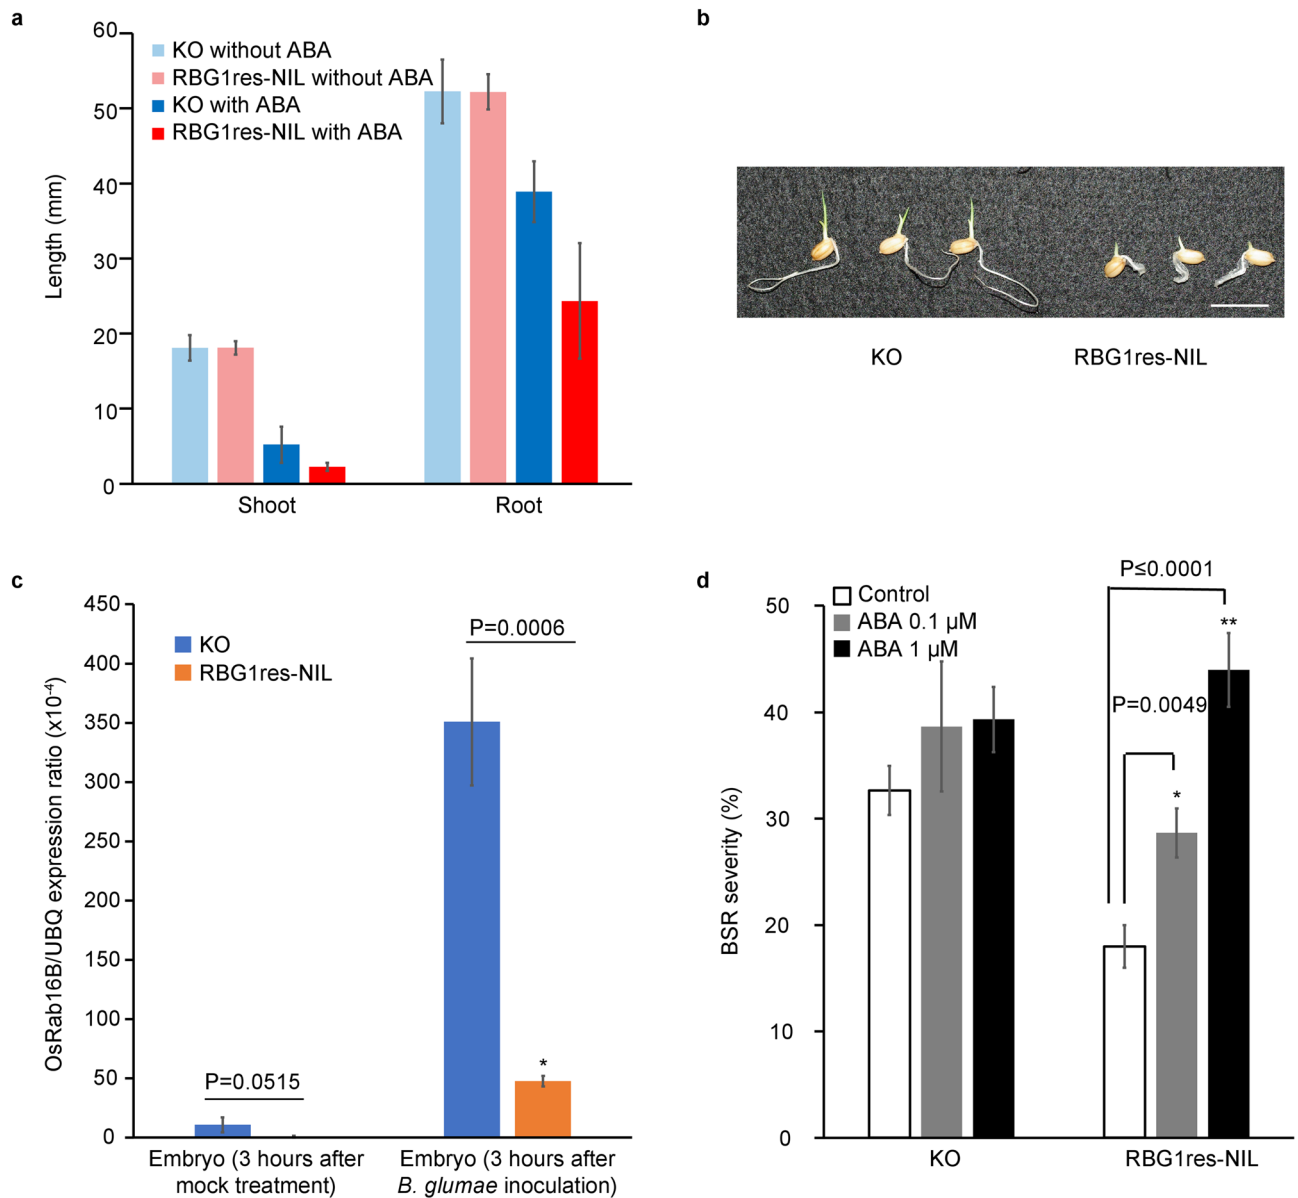 a
60
50
40
30
20
10
0
Length (mm)
KO without ABA
RBG1res-NIL without ABA
KO with ABA
RBG1res-NIL with ABA
Shoot
Root
b
KO
RBG1res-NIL
c
450
400
350
300
250
200
150
100
50
0
OsRab16B/UBQ expression ratio (x10⁻⁴)
KO
RBG1res-NIL
P=0.0006
*
P=0.0515
Embryo (3 hours after
mock treatment)
Embryo (3 hours after
B. glumae inoculation)
d
50
40
30
20
10
0
BSR severity (%)
Control
ABA 0.1 µM
ABA 1 µM
P≤0.0001
**
P=0.0049
*
KO
RBG1res-NIL